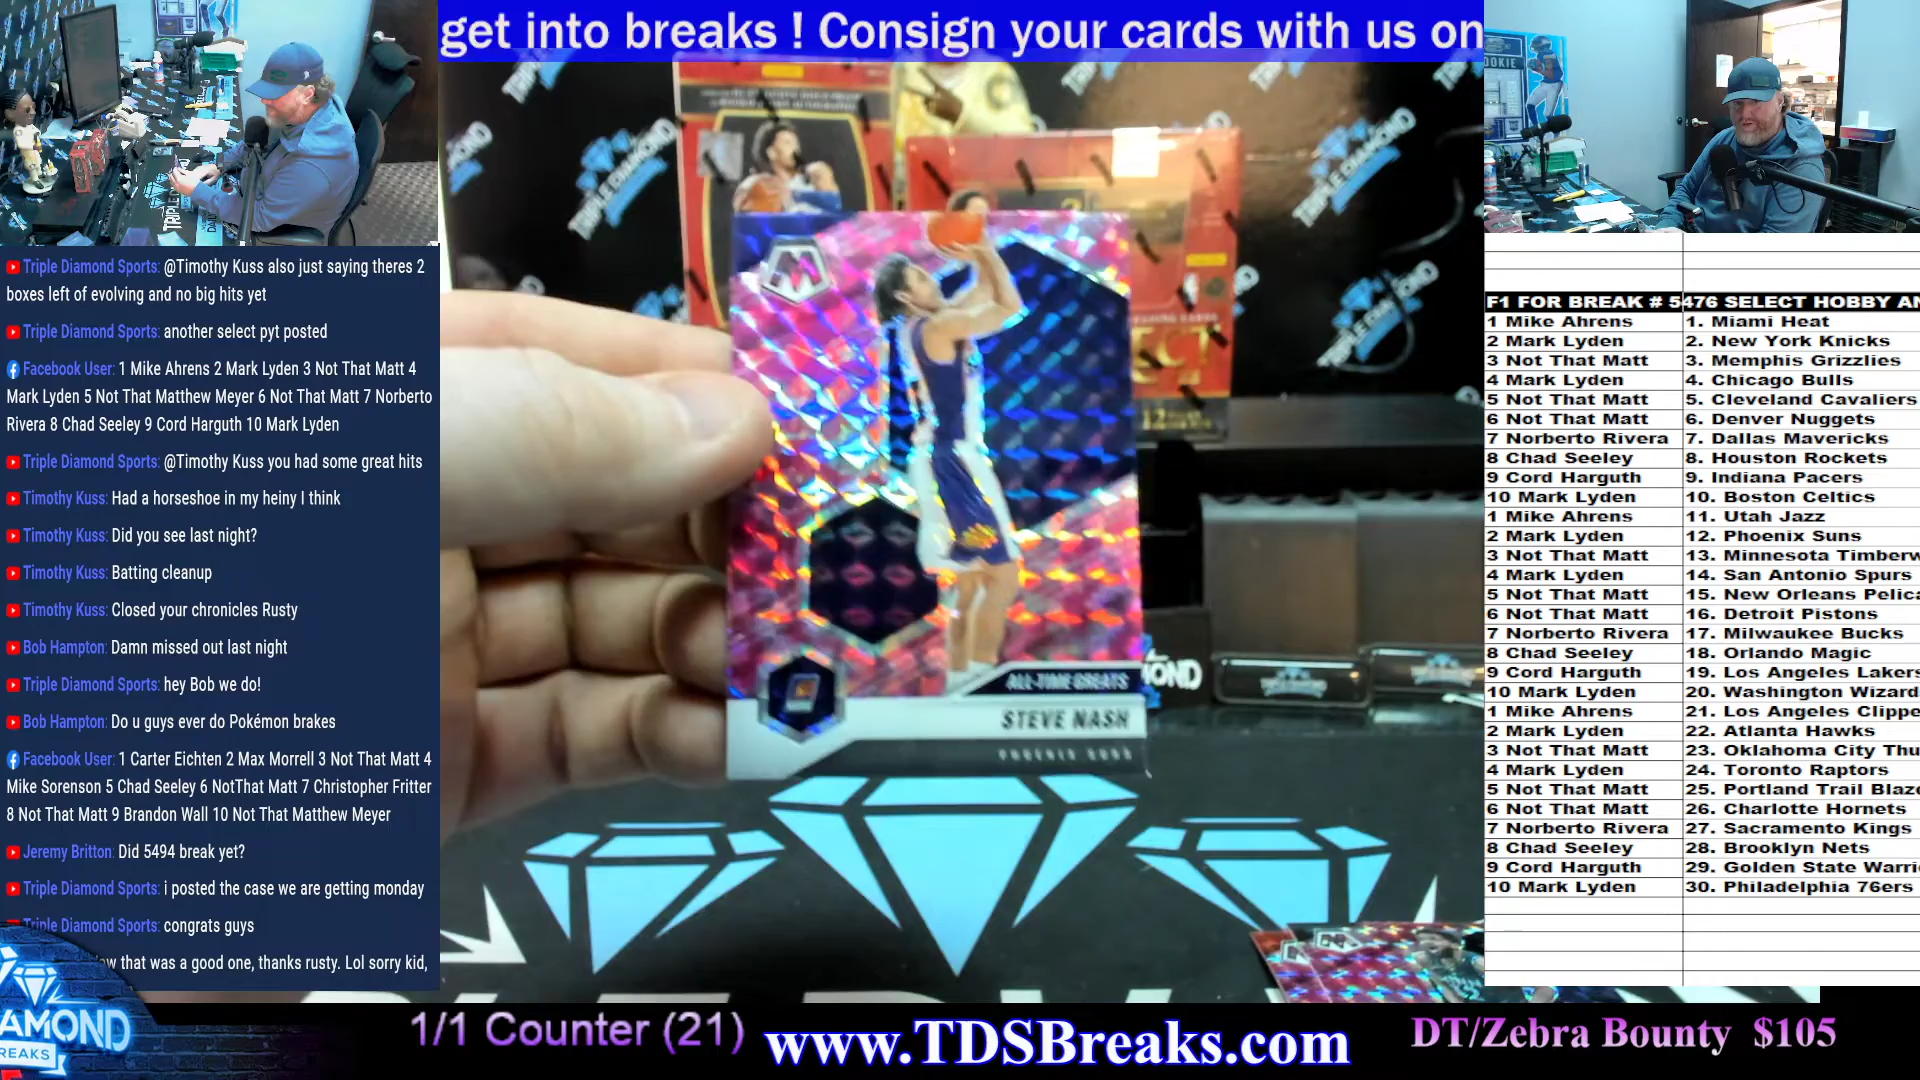 get into breaks ! Consign your cards with us on
Triple Diamond Sports: @Timothy Kuss also just saying theres 2
boxes left of evolving and no big hits yet
Triple Diamond Sports: another select pyt posted
Facebook User: 1 Mike Ahrens 2 Mark Lyden 3 Not That Matt 4
Mark Lyden 5 Not That Matthew Meyer 6 Not That Matt 7 Norberto
Rivera 8 Chad Seeley 9 Cord Harguth 10 Mark Lyden
Triple Diamond Sports: @Timothy Kuss you had some great hits
Timothy Kuss: Had a horseshoe in my heiny I think
Timothy Kuss: Did you see last night?
Timothy Kuss: Batting cleanup
Timothy Kuss: Closed your chronicles Rusty
Bob Hampton: Damn missed out last night
Triple Diamond Sports: hey Bob we do!
Bob Hampton: Do u guys ever do Pokémon brakes
Facebook User: 1 Carter Eichten 2 Max Morrell 3 Not That Matt 4
Mike Sorenson 5 Chad Seeley 6 NotThat Matt 7 Christopher Fritter
8 Not That Matt 9 Brandon Wall 10 Not That Matthew Meyer
Jeremy Britton: Did 5494 break yet?
Triple Diamond Sports: i posted the case we are getting monday
Triple Diamond Sports: congrats guys
that was a good one, thanks rusty. Lol sorry kid,
AMOND
REAKS
TRIPLE DIAMOND
TRIPLE DIAMOND
ALL-TIME GREATS
STEVE NASH
PHOENIX SUNS
OOKIE
F1 FOR BREAK # 5476 SELECT HOBBY AN
1 Mike Ahrens 1. Miami Heat
2 Mark Lyden 2. New York Knicks
3 Not That Matt 3. Memphis Grizzlies
4 Mark Lyden 4. Chicago Bulls
5 Not That Matt 5. Cleveland Cavaliers
6 Not That Matt 6. Denver Nuggets
7 Norberto Rivera 7. Dallas Mavericks
8 Chad Seeley 8. Houston Rockets
9 Cord Harguth 9. Indiana Pacers
10 Mark Lyden 10. Boston Celtics
1 Mike Ahrens 11. Utah Jazz
2 Mark Lyden 12. Phoenix Suns
3 Not That Matt 13. Minnesota Timberw
4 Mark Lyden 14. San Antonio Spurs
5 Not That Matt 15. New Orleans Pelica
6 Not That Matt 16. Detroit Pistons
7 Norberto Rivera 17. Milwaukee Bucks
8 Chad Seeley 18. Orlando Magic
9 Cord Harguth 19. Los Angeles Lakers
10 Mark Lyden 20. Washington Wizard
1 Mike Ahrens 21. Los Angeles Clippe
2 Mark Lyden 22. Atlanta Hawks
3 Not That Matt 23. Oklahoma City Thu
4 Mark Lyden 24. Toronto Raptors
5 Not That Matt 25. Portland Trail Blaze
6 Not That Matt 26. Charlotte Hornets
7 Norberto Rivera 27. Sacramento Kings
8 Chad Seeley 28. Brooklyn Nets
9 Cord Harguth 29. Golden State Warri
10 Mark Lyden 30. Philadelphia 76ers
1/1 Counter (21)
www.TDSBreaks.com
DT/Zebra Bounty $105